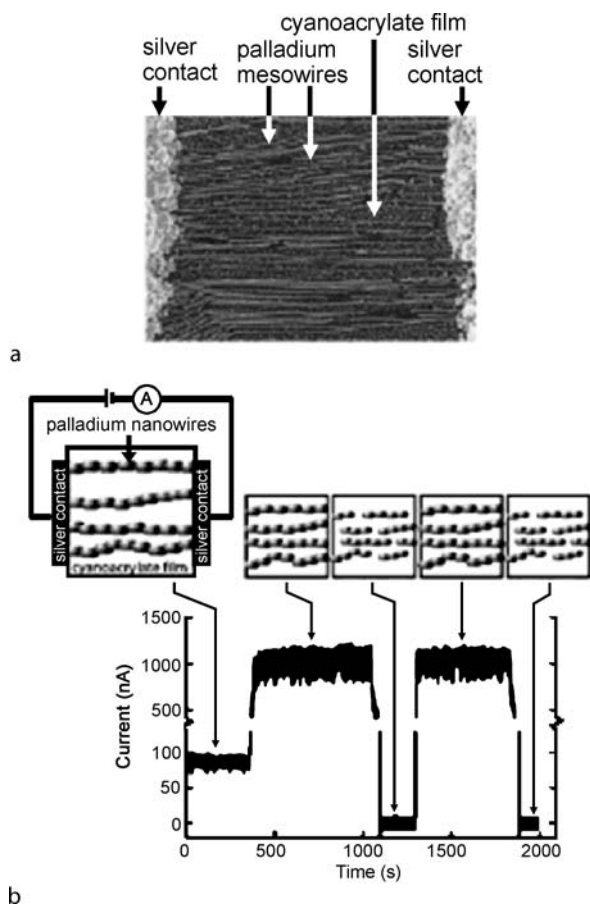 cyanoacrylate film
silver contact
palladium mesowires
silver contact
a
A
palladium nanowires
silver contact
silver contact
cyanoacrylate film
Current (nA)
1500
1000
500
100
50
0
0
500
1000
1500
2000
Time (s)
b